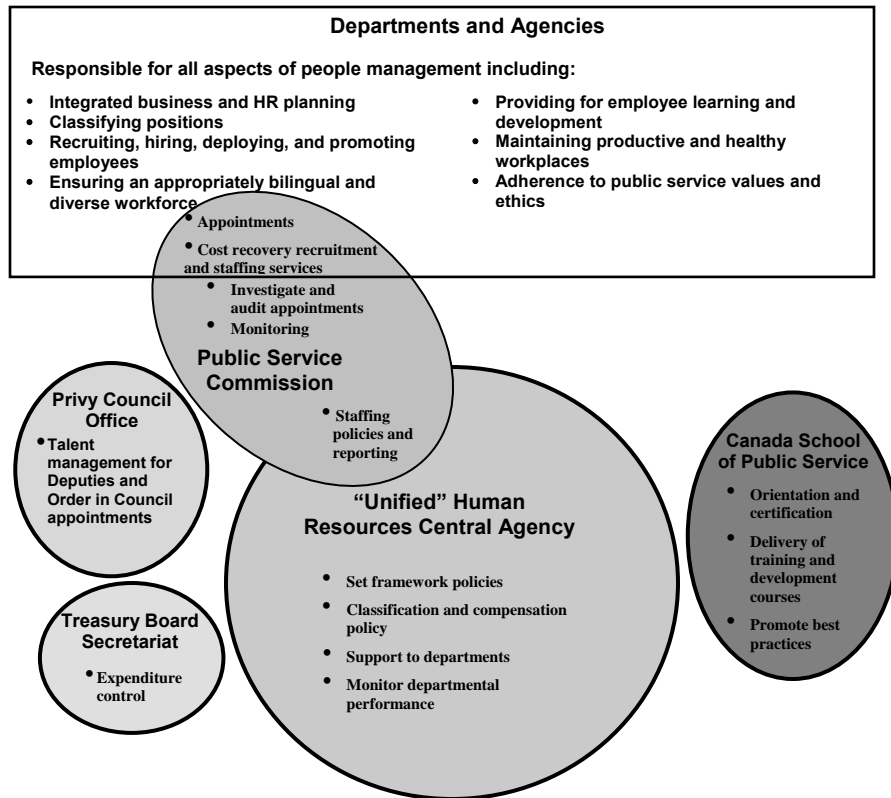 Departments and Agencies
Responsible for all aspects of people management including:
• Integrated business and HR planning
• Classifying positions
• Recruiting, hiring, deploying, and promoting
employees
• Ensuring an appropriately bilingual and
diverse workforce
• Providing for employee learning and
development
• Maintaining productive and healthy
workplaces
• Adherence to public service values and
ethics
• Appointments
• Cost recovery recruitment
and staffing services
• Investigate and
audit appointments
• Monitoring
Public Service
Commission
• Staffing
policies and
reporting
Privy Council
Office
• Talent
management for
Deputies and
Order in Council
appointments
Treasury Board
Secretariat
• Expenditure
control
“Unified” Human
Resources Central Agency
• Set framework policies
• Classification and compensation
policy
• Support to departments
• Monitor departmental
performance
Canada School
of Public Service
• Orientation and
certification
• Delivery of
training and
development
courses
• Promote best
practices